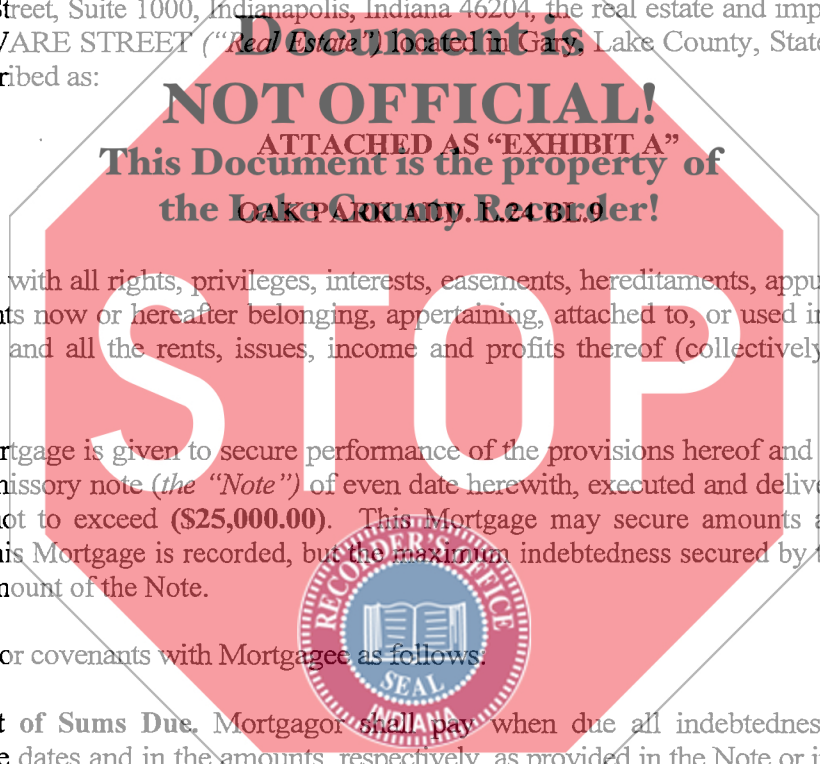 Street, Suite 1000, Indianapolis, Indiana 46204, the real estate and imp
Document is
WARE STREET (“Real Estate”) located in Gary, Lake County, State
ribed as:
NOT OFFICIAL!
ATTACHED AS “EXHIBIT A”
This Document is the property of
the Lake County Recorder!
OAK PARK ADD. L.24 BL.9
STOP
with all rights, privileges, interests, easements, hereditaments, appu
nts now or hereafter belonging, appertaining, attached to, or used in
and all the rents, issues, income and profits thereof (collectively
rtgage is given to secure performance of the provisions hereof and
nissory note (the “Note”) of even date herewith, executed and delive
not to exceed ($25,000.00). This Mortgage may secure amounts a
his Mortgage is recorded, but the maximum indebtedness secured by t
mount of the Note.
RECORDER'S OFFICE
SEAL
INDIANA
or covenants with Mortgagee as follows:
t of Sums Due. Mortgagor shall pay when due all indebtednes
e dates and in the amounts, respectively, as provided in the Note or i